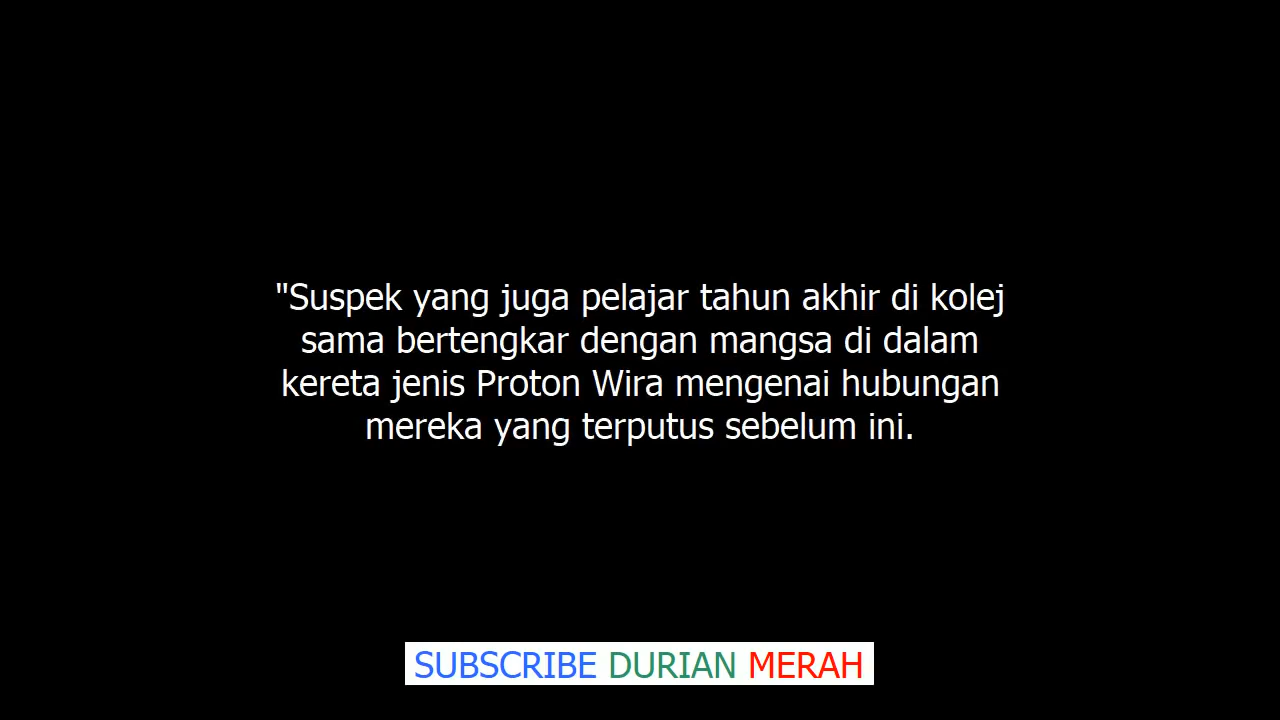 "Suspek yang juga pelajar tahun akhir di kolej
sama bertengkar dengan mangsa di dalam
kereta jenis Proton Wira mengenai hubungan
mereka yang terputus sebelum ini.
SUBSCRIBE DURIAN MERAH